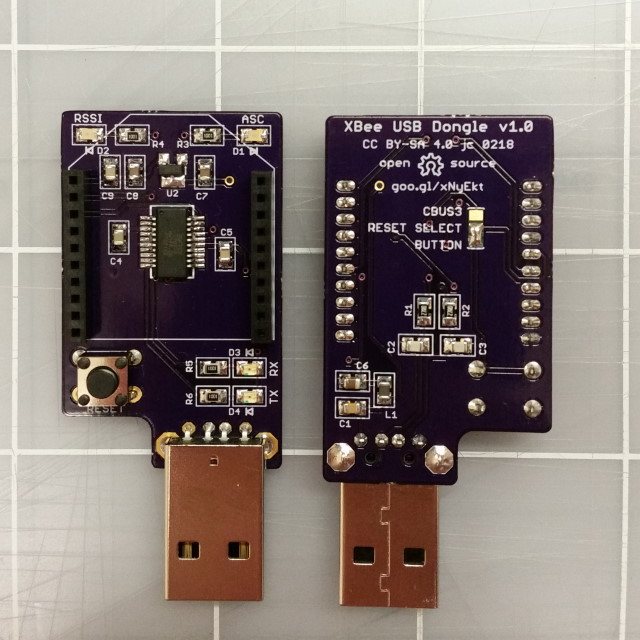 RSSI
ASC
D2
R4
R3
D1
C9
C8
U2
C7
C4
C5
D3
R5
RX
R6
TX
D4
RESET
XBee USB Dongle v1.0
CC BY-SA 4.0 jc 0218
open source
goo.gl/xNyEkt
CBUS3
RESET SELECT
BUTTON
R1
R2
C2
C3
C6
L1
C1